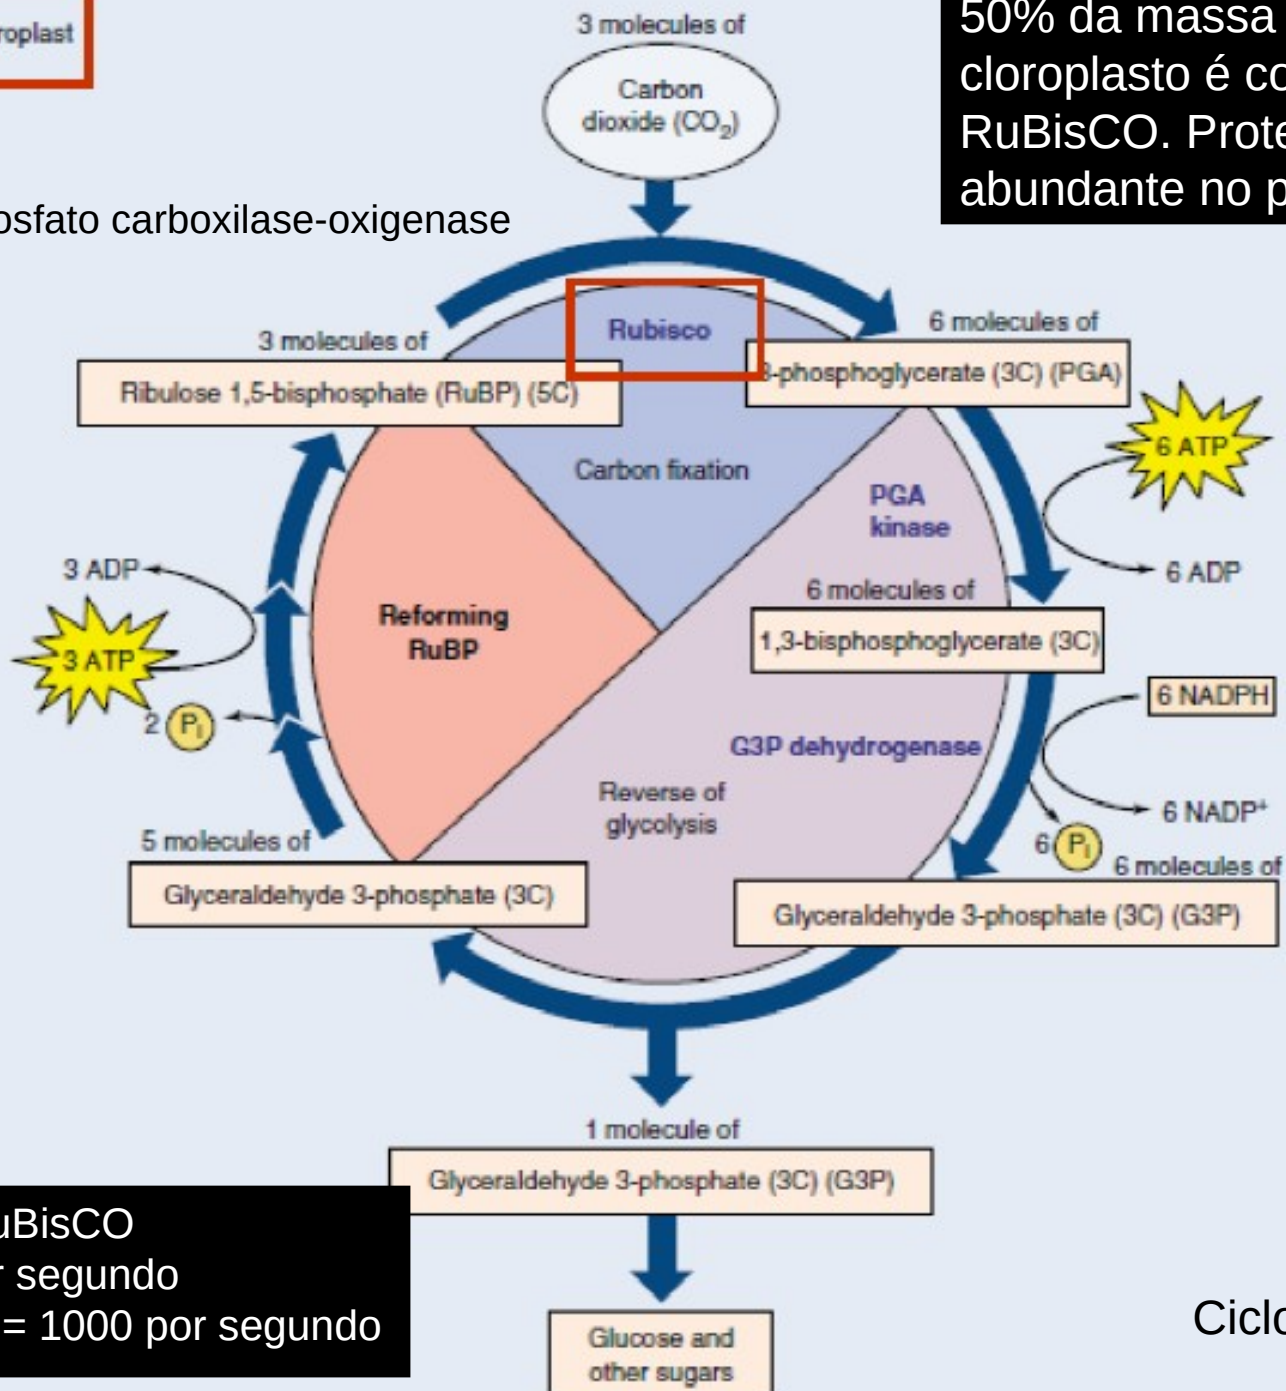 roplast
3 molecules of
Carbon
dioxide (CO₂)
50% da massa
cloroplasto é co
RuBisCO. Prote
abundante no p
osfato carboxilase-oxigenase
Rubisco
3 molecules of
Ribulose 1,5-bisphosphate (RuBP) (5C)
6 molecules of
3-phosphoglycerate (3C) (PGA)
Carbon fixation
6 ATP
6 ADP
PGA
kinase
6 molecules of
1,3-bisphosphoglycerate (3C)
3 ADP
3 ATP
2 Pᵢ
Reforming
RuBP
6 NADPH
6 NADP⁺
6 Pᵢ
G3P dehydrogenase
Reverse of
glycolysis
5 molecules of
Glyceraldehyde 3-phosphate (3C)
6 molecules of
Glyceraldehyde 3-phosphate (3C) (G3P)
1 molecule of
Glyceraldehyde 3-phosphate (3C) (G3P)
uBisCO
r segundo
= 1000 por segundo
Glucose and
other sugars
Ciclo